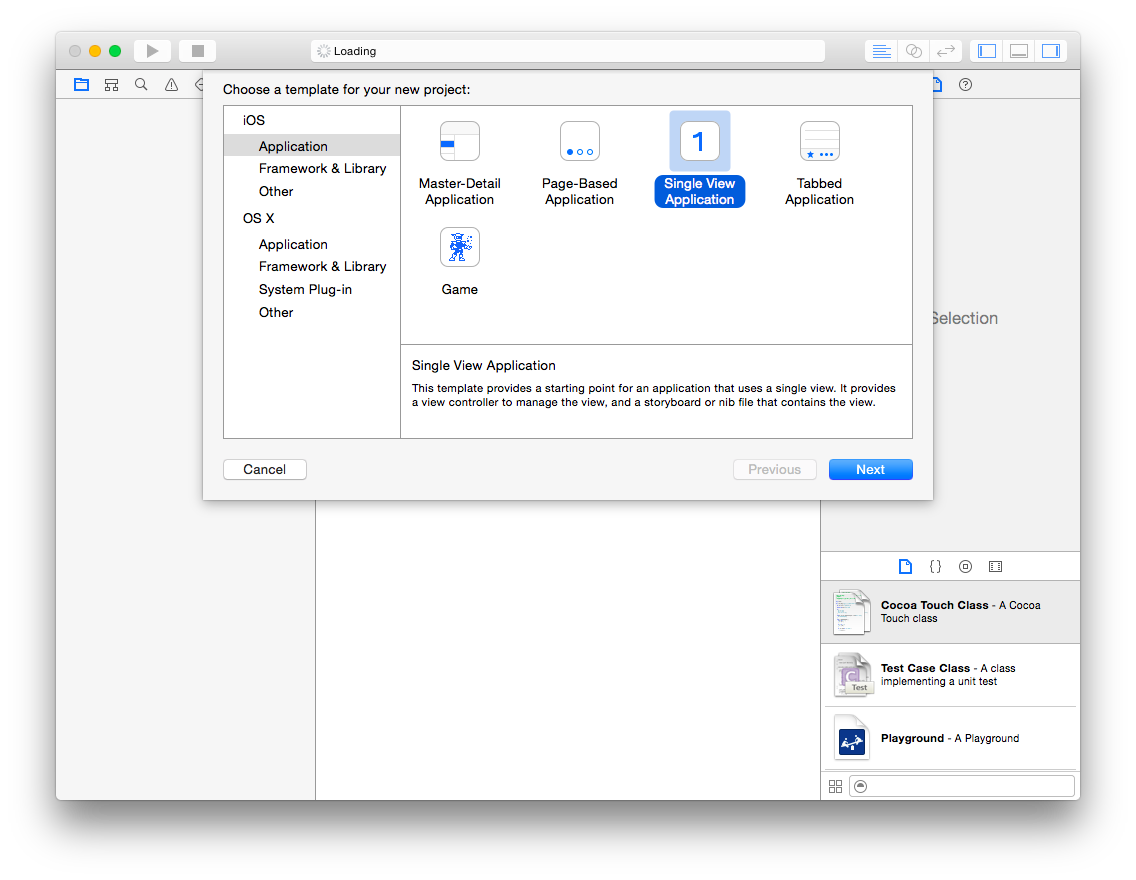 Loading
Choose a template for your new project:
iOS
Application
Framework & Library
Other
OS X
Application
Framework & Library
System Plug-in
Other
Master-Detail
Application
Page-Based
Application
1
Single View
Application
Tabbed
Application
Game
Single View Application
This template provides a starting point for an application that uses a single view. It provides
a view controller to manage the view, and a storyboard or nib file that contains the view.
Cancel
Previous
Next
Selection
{}
Cocoa Touch Class - A Cocoa
Touch class
Test
Test Case Class - A class
implementing a unit test
Playground - A Playground